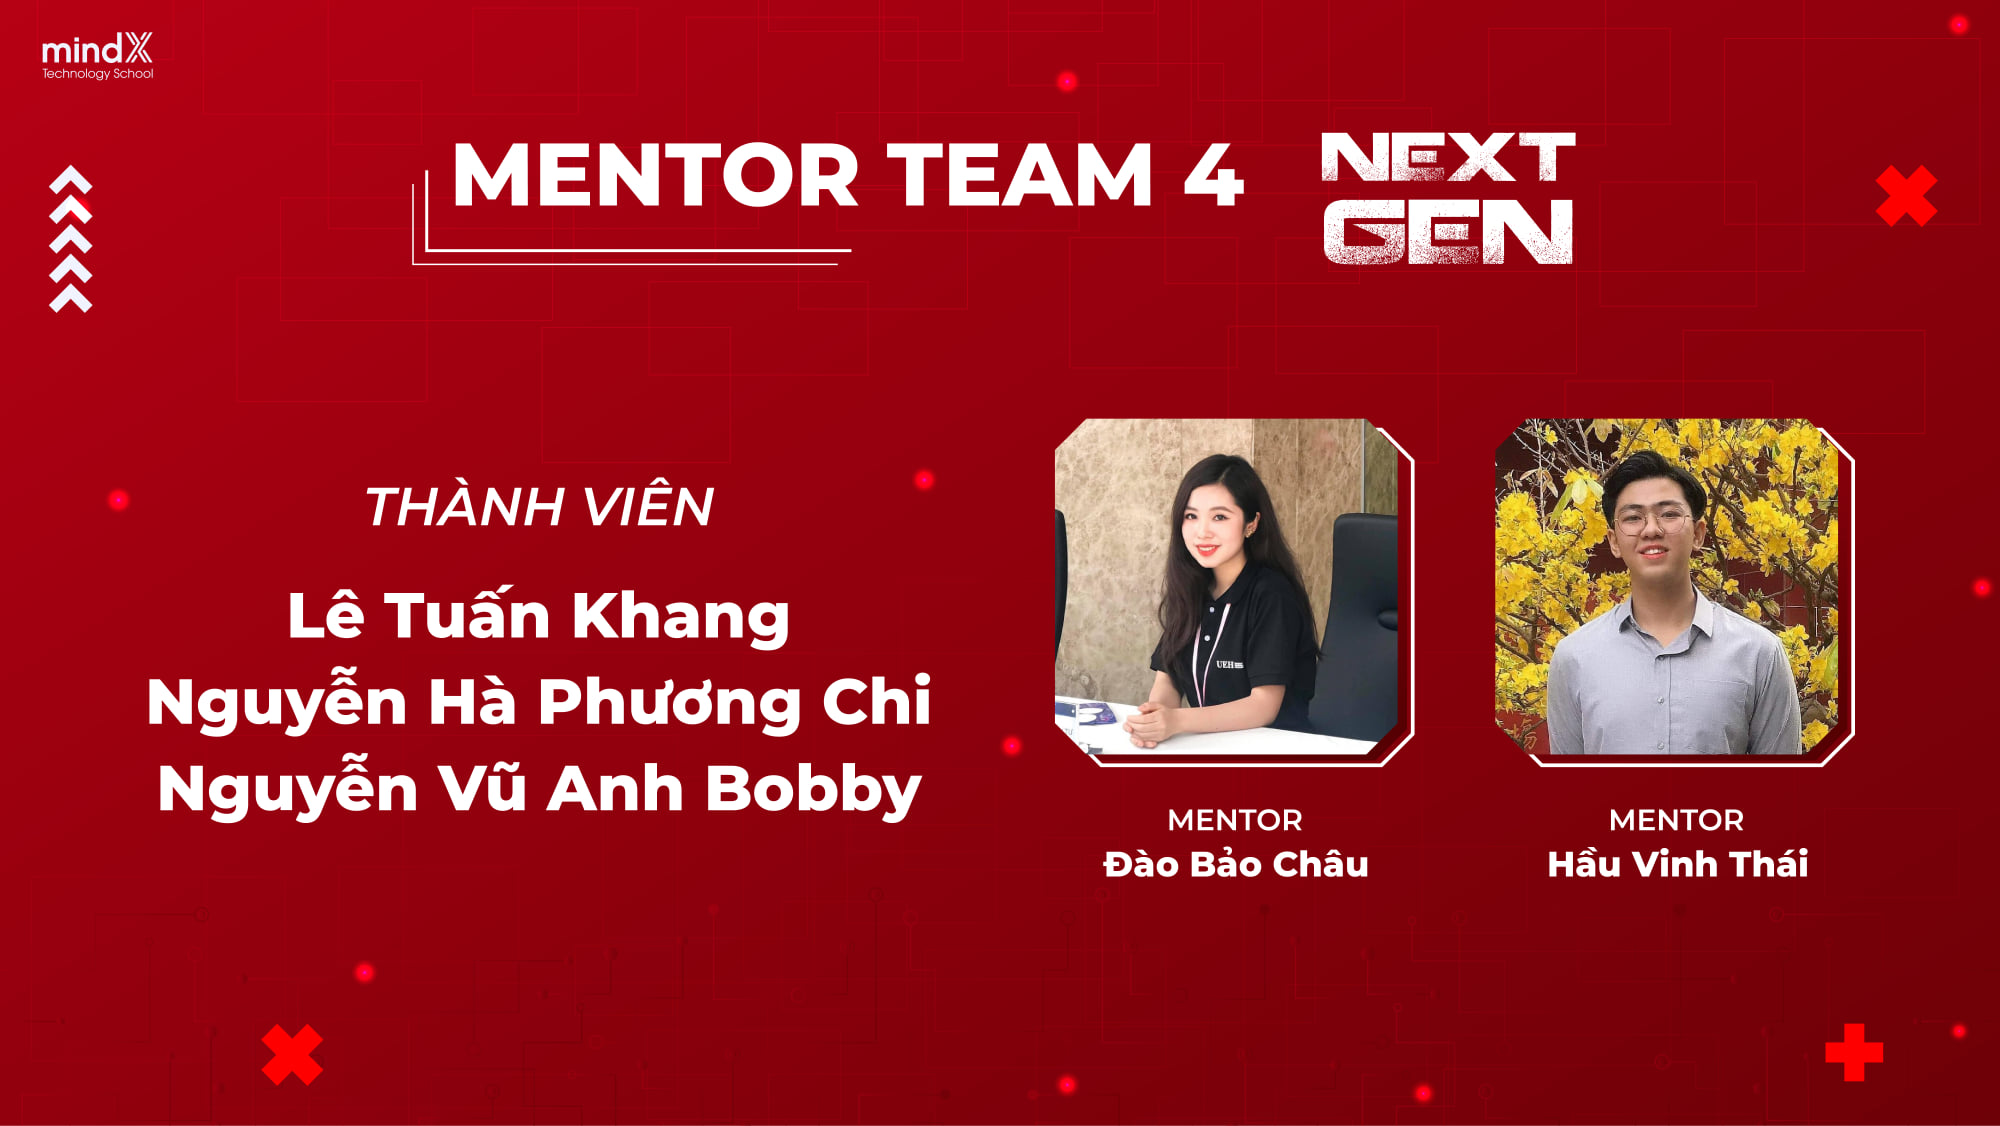 mindX
Technology School
MENTOR TEAM 4
NEXT
GEN
THÀNH VIÊN
Lê Tuấn Khang
Nguyễn Hà Phương Chi
Nguyễn Vũ Anh Bobby
UEH
MENTOR
Đào Bảo Châu
MENTOR
Hầu Vinh Thái